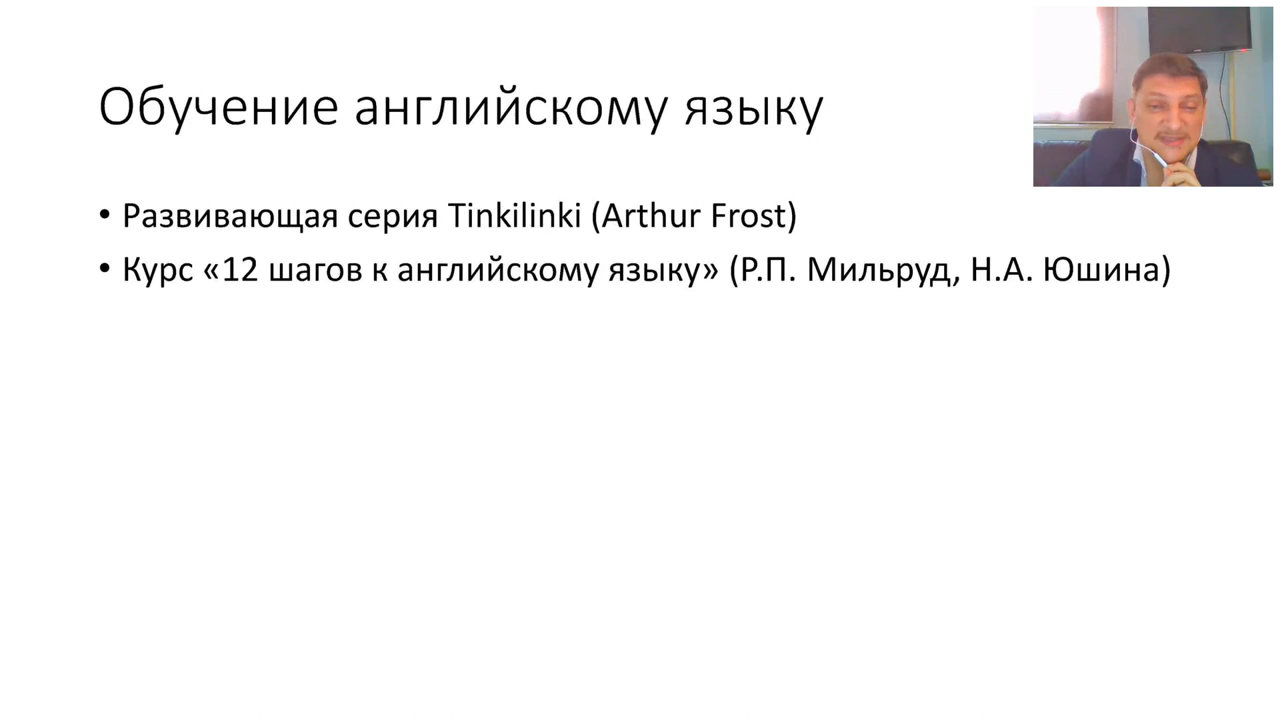 Обучение английскому языку
• Развивающая серия Tinkilinki (Arthur Frost)
• Курс «12 шагов к английскому языку» (Р.П. Мильруд, Н.А. Юшина)